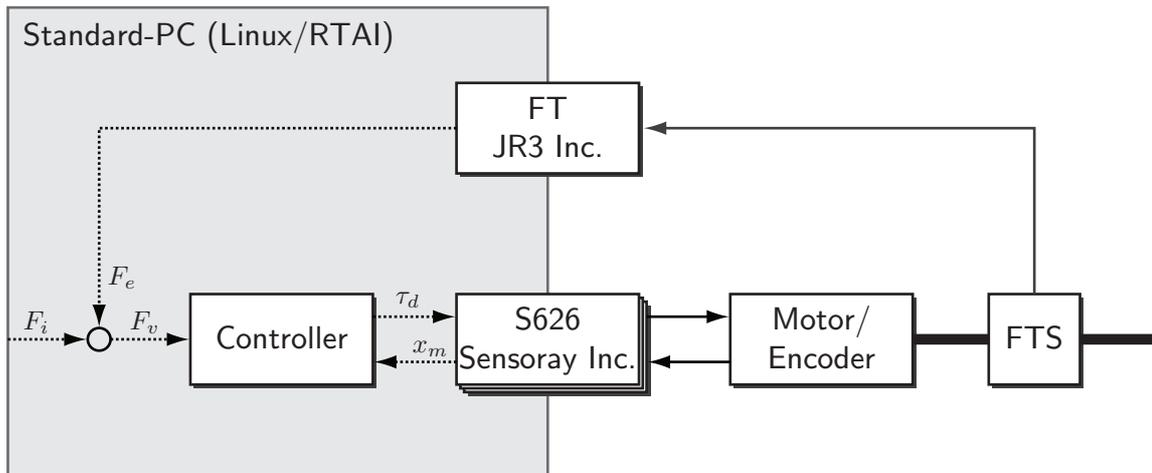 Standard-PC (Linux/RTAI)
FT
JR3 Inc.
F_e
F_i
F_v
Controller
τ_d
x_m
S626
Sensoray Inc.
Motor/
Encoder
FTS